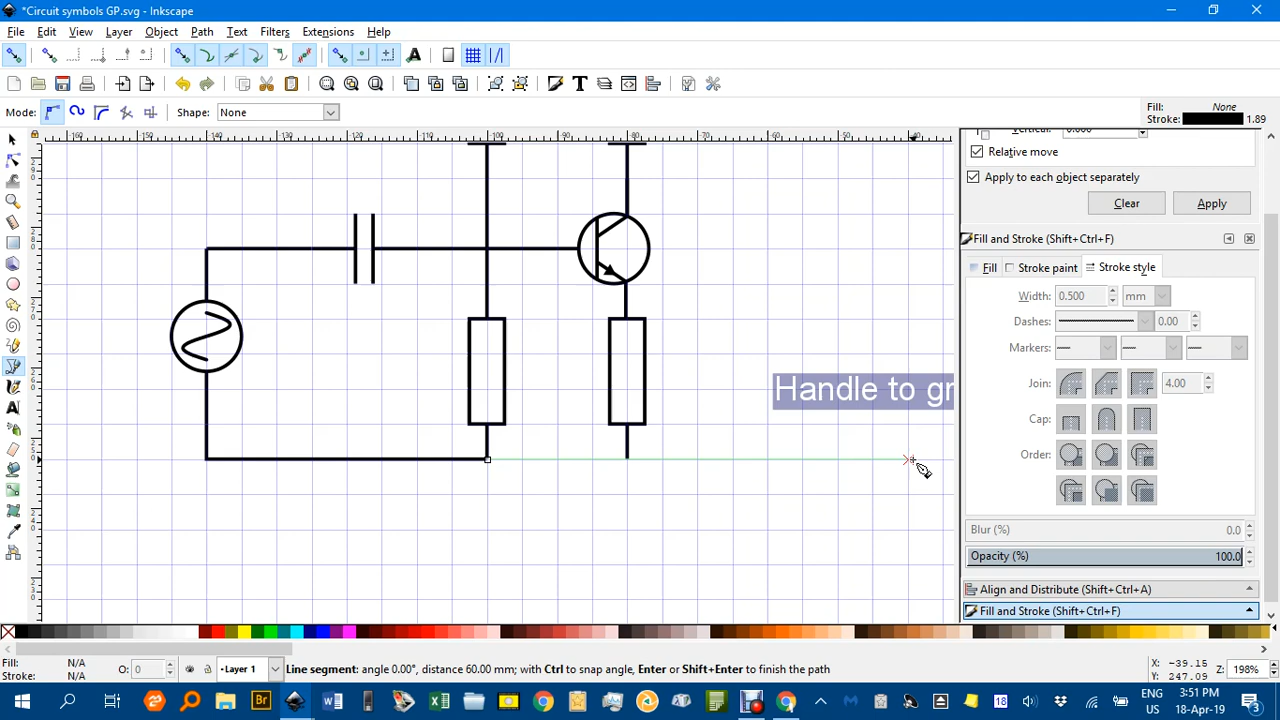 *Circuit symbols GP.svg - Inkscape
File Edit View Layer Object Path Text Filters Extensions Help
Mode: Shape: None
Fill: None
Stroke: 1.89
Vertical: 0.000
Relative move
Apply to each object separately
Clear Apply
Fill and Stroke (Shift+Ctrl+F)
Fill Stroke paint Stroke style
Width: 0.500 mm
Dashes: 0.00
Markers:
Join: 4.00
Cap:
Order:
Handle to gr
Blur (%) 0.0
Opacity (%) 100.0
Align and Distribute (Shift+Ctrl+A)
Fill and Stroke (Shift+Ctrl+F)
Fill: N/A
Stroke: N/A
O: 0
Layer 1
Line segment: angle 0.00°, distance 60.00 mm; with Ctrl to snap angle, Enter or Shift+Enter to finish the path
X: -39.15
Y: 247.09
Z: 198%
Br
18
ENG
US
3:51 PM
18-Apr-19
3